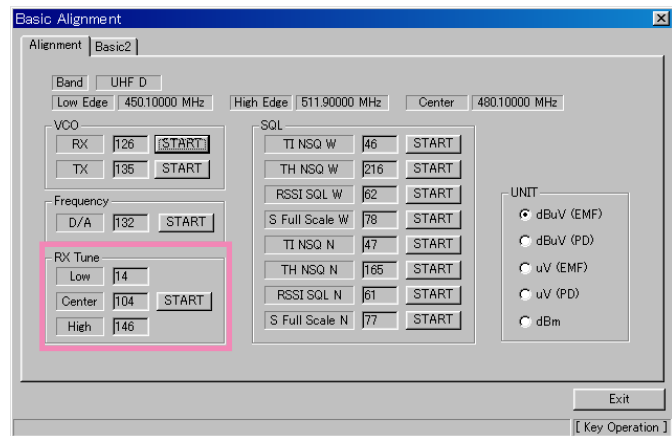 Basic Alignment
Alignment Basic2
Band UHF D
Low Edge 450.10000 MHz High Edge 511.90000 MHz Center 480.10000 MHz
VCO
RX 126 START
TX 135 START
Frequency
D/A 132 START
RX Tune
Low 14
Center 104 START
High 146
SQL
TI NSQ W 46 START
TH NSQ W 216 START
RSSI SQL W 62 START
S Full Scale W 78 START
TI NSQ N 47 START
TH NSQ N 165 START
RSSI SQL N 61 START
S Full Scale N 77 START
UNIT
dBuV (EMF)
dBuV (PD)
uV (EMF)
uV (PD)
dBm
Exit
[ Key Operation ]